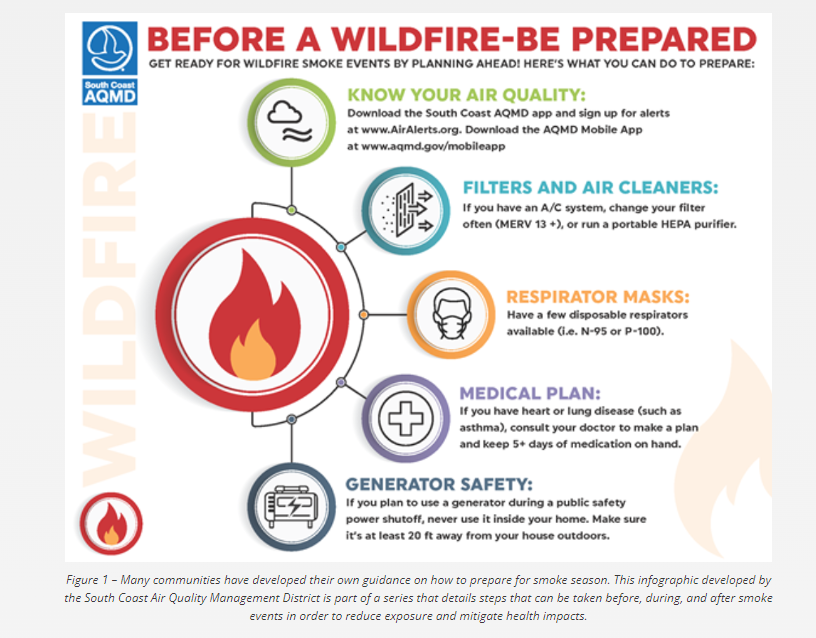 BEFORE A WILDFIRE-BE PREPARED
GET READY FOR WILDFIRE SMOKE EVENTS BY PLANNING AHEAD! HERE'S WHAT YOU CAN DO TO PREPARE:
South Coast
AQMD
WILDFIRE
KNOW YOUR AIR QUALITY:
Download the South Coast AQMD app and sign up for alerts
at www.AirAlerts.org. Download the AQMD Mobile App
at www.aqmd.gov/mobileapp
FILTERS AND AIR CLEANERS:
If you have an A/C system, change your filter
often (MERV 13 +), or run a portable HEPA purifier.
RESPIRATOR MASKS:
Have a few disposable respirators
available (i.e. N-95 or P-100).
MEDICAL PLAN:
If you have heart or lung disease (such as
asthma), consult your doctor to make a plan
and keep 5+ days of medication on hand.
GENERATOR SAFETY:
If you plan to use a generator during a public safety
power shutoff, never use it inside your home. Make sure
it's at least 20 ft away from your house outdoors.
Figure 1 – Many communities have developed their own guidance on how to prepare for smoke season. This infographic developed by
the South Coast Air Quality Management District is part of a series that details steps that can be taken before, during, and after smoke
events in order to reduce exposure and mitigate health impacts.